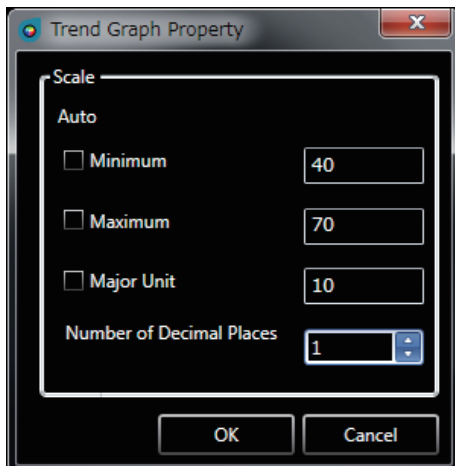 Trend Graph Property
Scale
Auto
Minimum 40
Maximum 70
Major Unit 10
Number of Decimal Places 1
OK Cancel